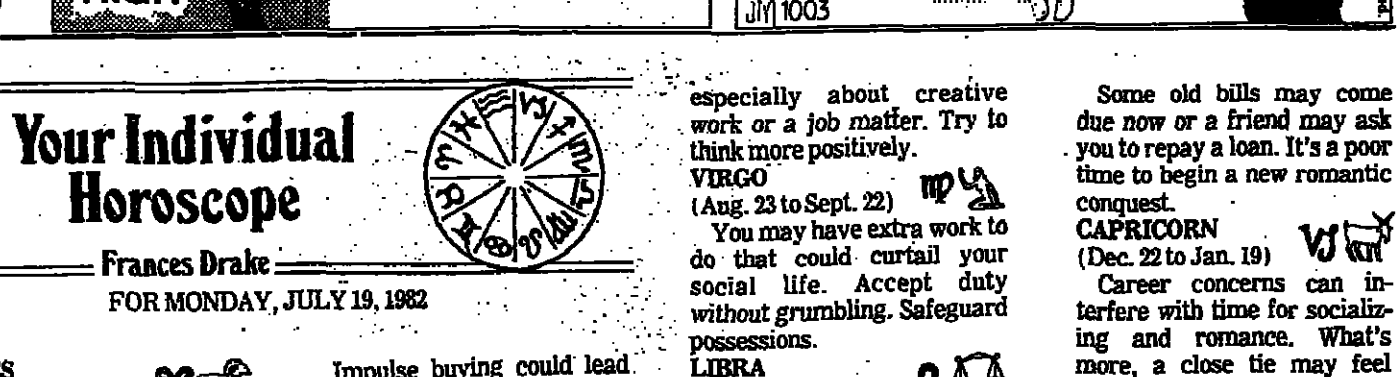 JM 1003
Your Individual
Horoscope
Frances Drake
FOR MONDAY, JULY 19, 1982
Impulse buying could lead
especially about creative
work or a job matter. Try to
think more positively.
VIRGO
(Aug. 23 to Sept. 22)
You may have extra work to
do that could curtail your
social life. Accept duty
without grumbling. Safeguard
possessions.
LIBRA
Some old bills may come
due now or a friend may ask
you to repay a loan. It's a poor
time to begin a new romantic
conquest.
CAPRICORN
(Dec. 22 to Jan. 19)
Career concerns can in-
terfere with time for socializ-
ing and romance. What's
more, a close tie may feel